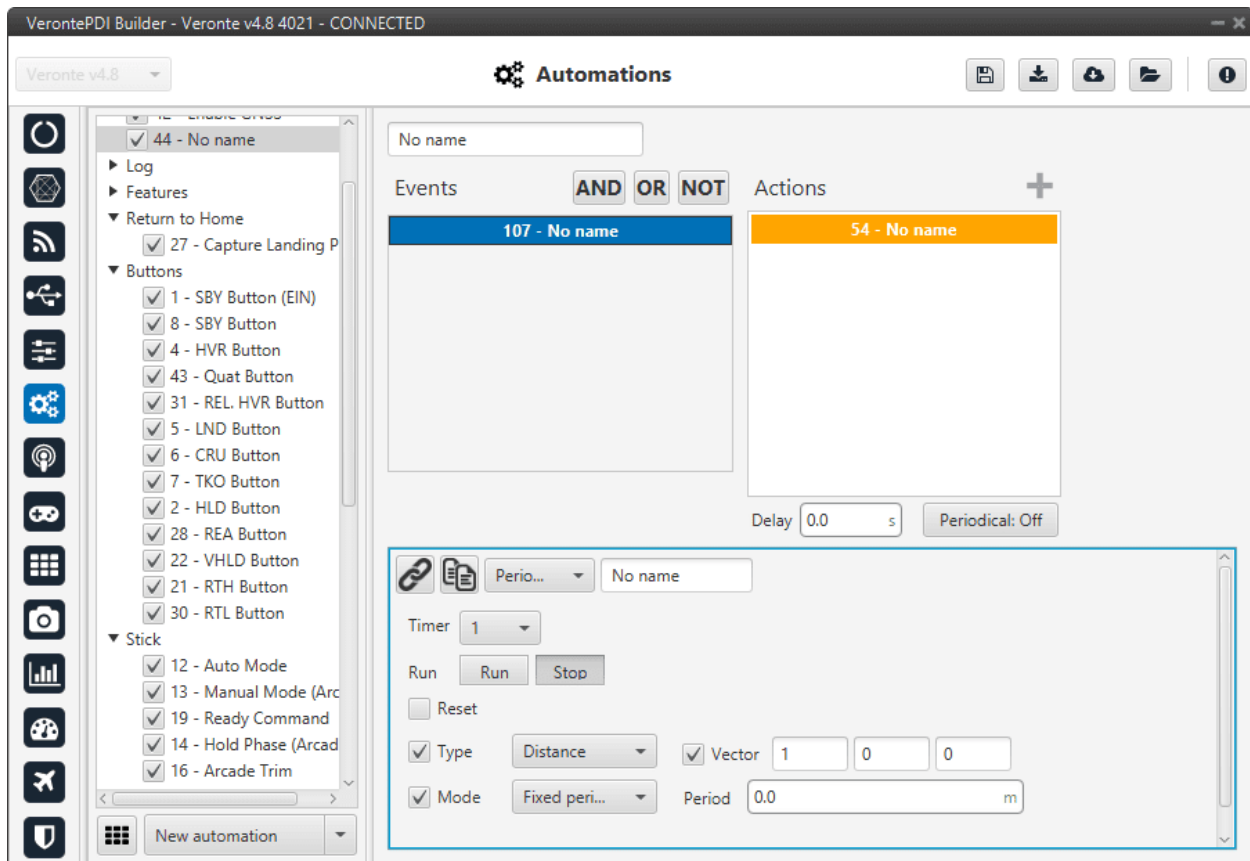 VerontePDI Builder - Veronte v4.8 4021 - CONNECTED
Veronte v4.8
Automations
44 - No name
Log
Features
Return to Home
27 - Capture Landing P
Buttons
1 - SBY Button (EIN)
8 - SBY Button
4 - HVR Button
43 - Quat Button
31 - REL. HVR Button
5 - LND Button
6 - CRU Button
7 - TKO Button
2 - HLD Button
28 - REA Button
22 - VHLD Button
21 - RTH Button
30 - RTL Button
Stick
12 - Auto Mode
13 - Manual Mode (Arc
19 - Ready Command
14 - Hold Phase (Arcad
16 - Arcade Trim
New automation
No name
Events AND OR NOT Actions
107 - No name
54 - No name
Delay 0.0 s Periodical: Off
Perio... No name
Timer 1
Run Run Stop
Reset
Type Distance Vector 1 0 0
Mode Fixed peri... Period 0.0 m